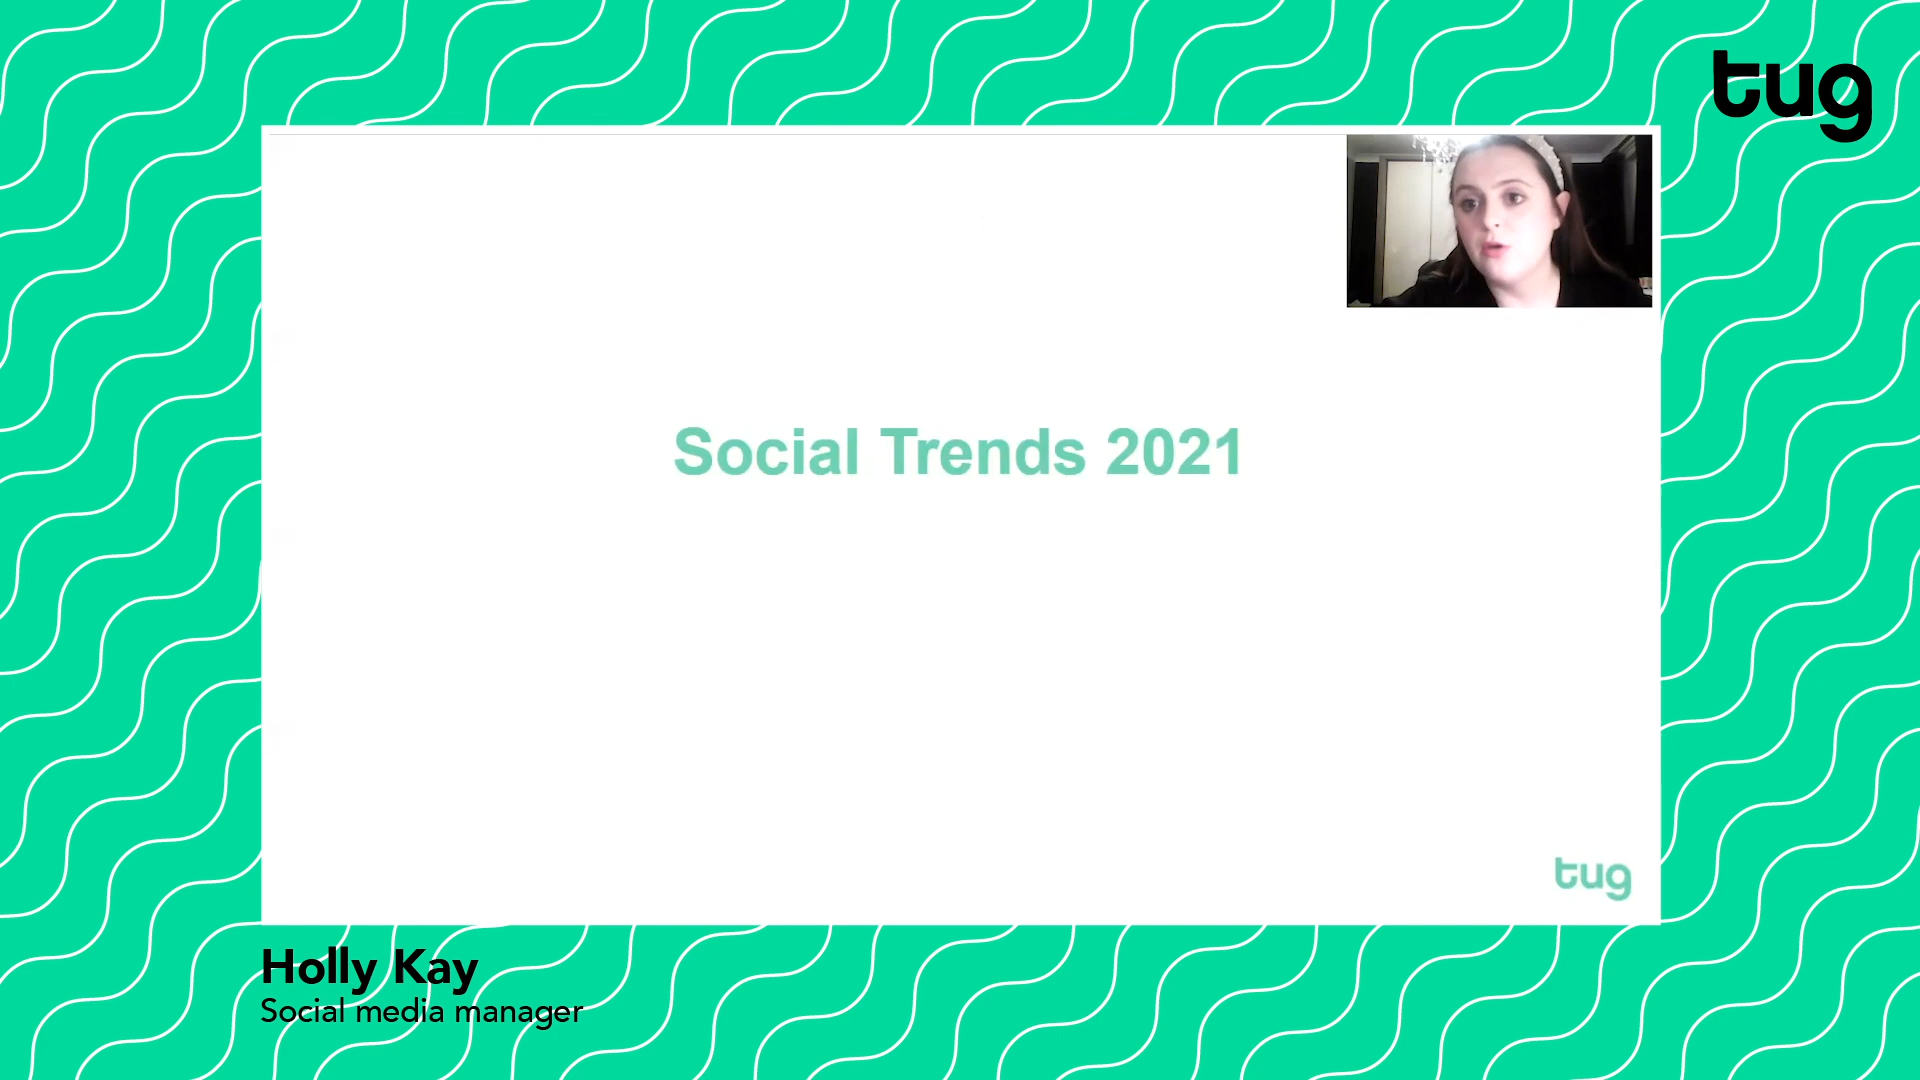 tug
Social Trends 2021
tug
Holly Kay
Social media manager